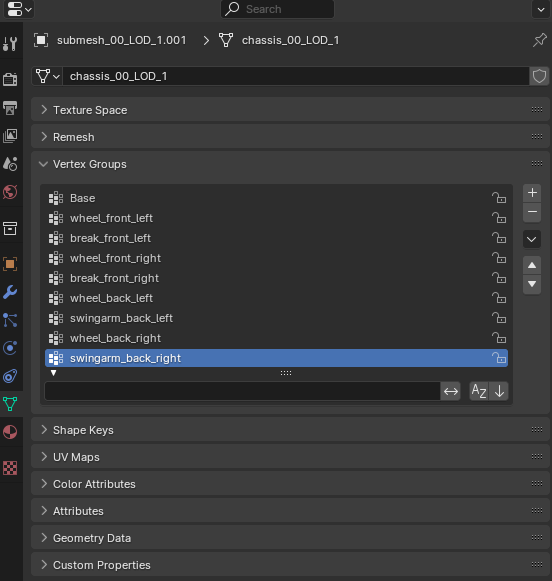 Search
submesh_00_LOD_1.001 > chassis_00_LOD_1
chassis_00_LOD_1
Texture Space
Remesh
Vertex Groups
Base
wheel_front_left
break_front_left
wheel_front_right
break_front_right
wheel_back_left
swingarm_back_left
wheel_back_right
swingarm_back_right
AZ
Shape Keys
UV Maps
Color Attributes
Attributes
Geometry Data
Custom Properties